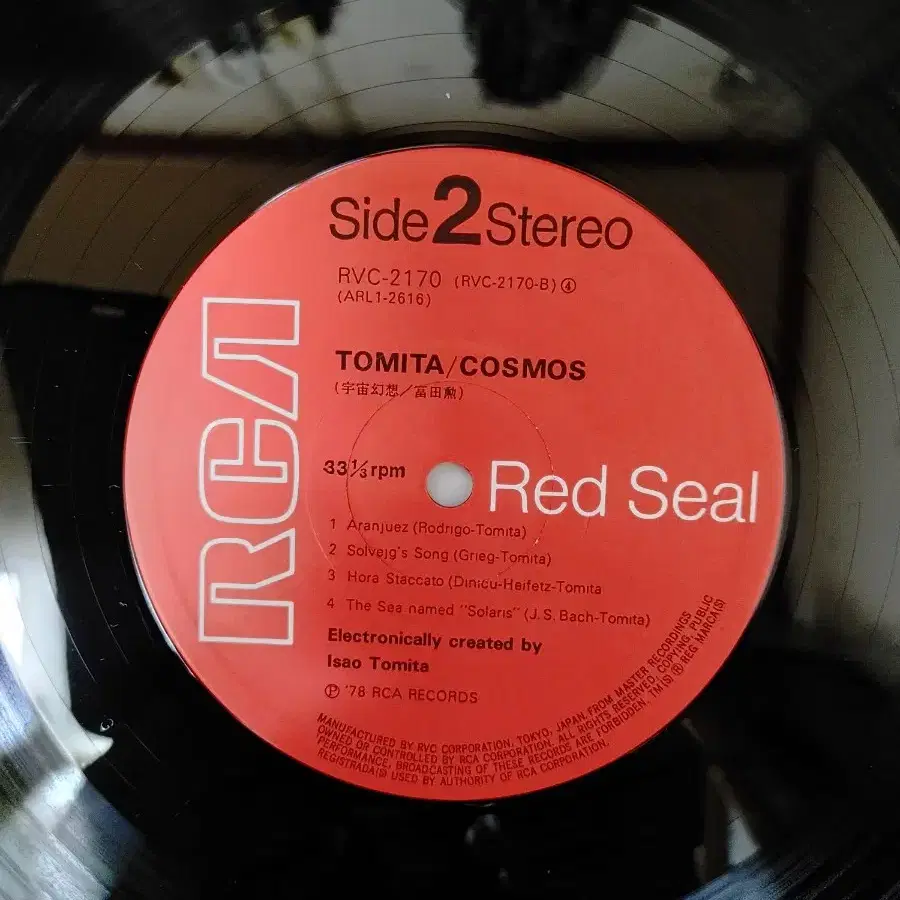 Side 2 Stereo
RVC-2170 (RVC-2170-B) ④
(ARL1-2616)
TOMITA/COSMOS
(宇宙幻想/冨田勲)
RCA
33 1/3 rpm
Red Seal
1 Aranjuez (Rodrigo-Tomita)
2 Solvejg's Song (Grieg-Tomita)
3 Hora Staccato (Dinicu-Heifetz-Tomita
4 The Sea named "Solaris" (J.S.Bach-Tomita)
Electronically created by
Isao Tomita
Ⓟ '78 RCA RECORDS
MANUFACTURED BY RVC CORPORATION, TOKYO, JAPAN, FROM MASTER RECORDINGS
OWNED OR CONTROLLED BY RCA CORPORATION. ALL RIGHTS RESERVED, COPYING, PUBLIC
PERFORMANCE, BROADCASTING OF THESE RECORDS ARE FORBIDDEN. TM(S) ® REG MARCA(S)
REGISTRADA(S) USED BY AUTHORITY OF RCA CORPORATION.